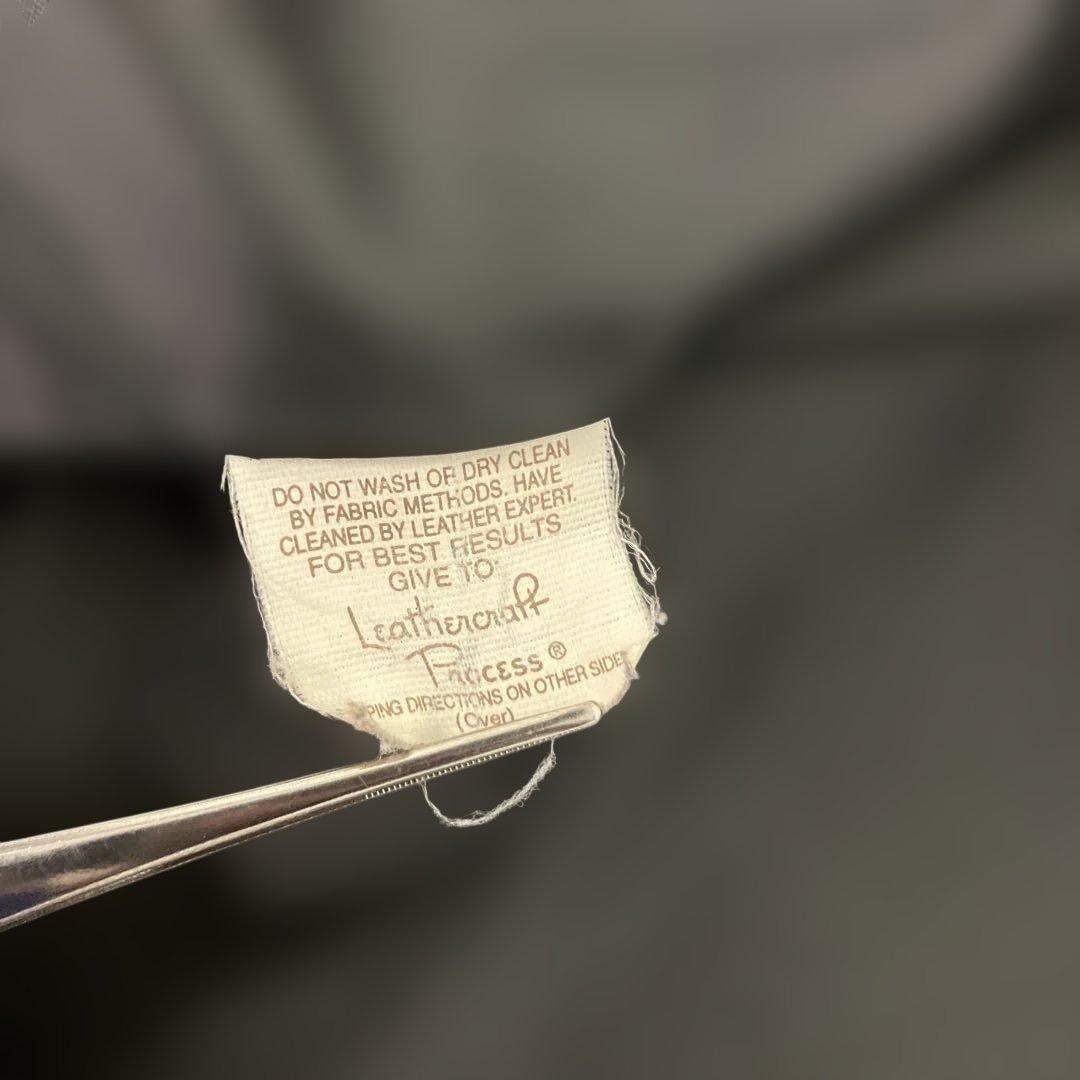 DO NOT WASH OR DRY CLEAN
BY FABRIC METHODS. HAVE
CLEANED BY LEATHER EXPERT.
FOR BEST RESULTS
GIVE TO
Leathercraft
Process®
DIRECTIONS ON OTHER SIDE
(Over)